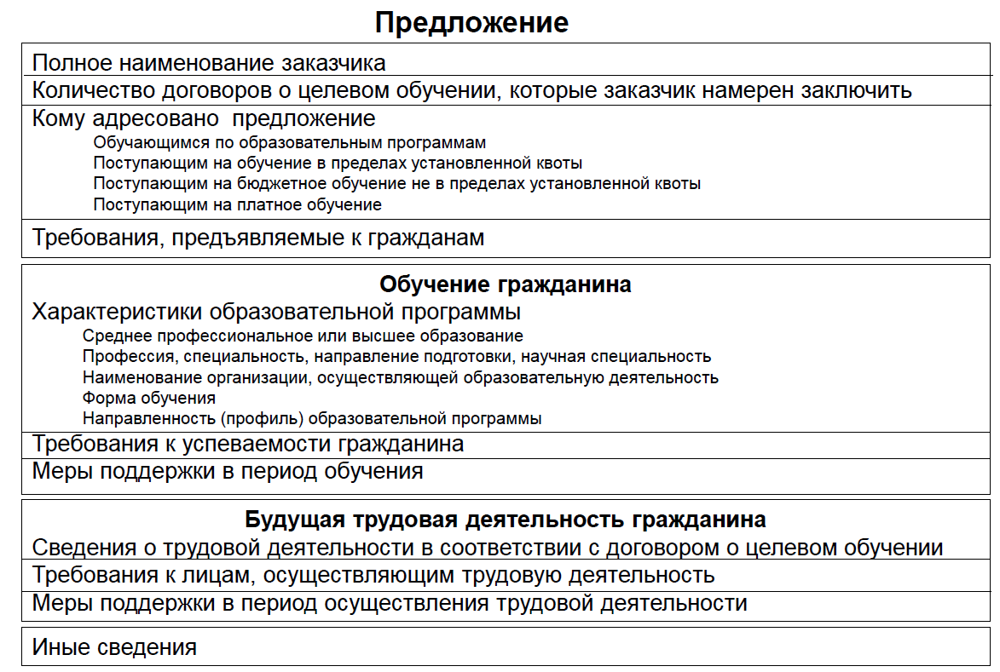 Предложение
Полное наименование заказчика
Количество договоров о целевом обучении, которые заказчик намерен заключить
Кому адресовано предложение
Обучающимся по образовательным программам
Поступающим на обучение в пределах установленной квоты
Поступающим на бюджетное обучение не в пределах установленной квоты
Поступающим на платное обучение
Требования, предъявляемые к гражданам
Обучение гражданина
Характеристики образовательной программы
Среднее профессиональное или высшее образование
Профессия, специальность, направление подготовки, научная специальность
Наименование организации, осуществляющей образовательную деятельность
Форма обучения
Направленность (профиль) образовательной программы
Требования к успеваемости гражданина
Меры поддержки в период обучения
Будущая трудовая деятельность гражданина
Сведения о трудовой деятельности в соответствии с договором о целевом обучении
Требования к лицам, осуществляющим трудовую деятельность
Меры поддержки в период осуществления трудовой деятельности
Иные сведения